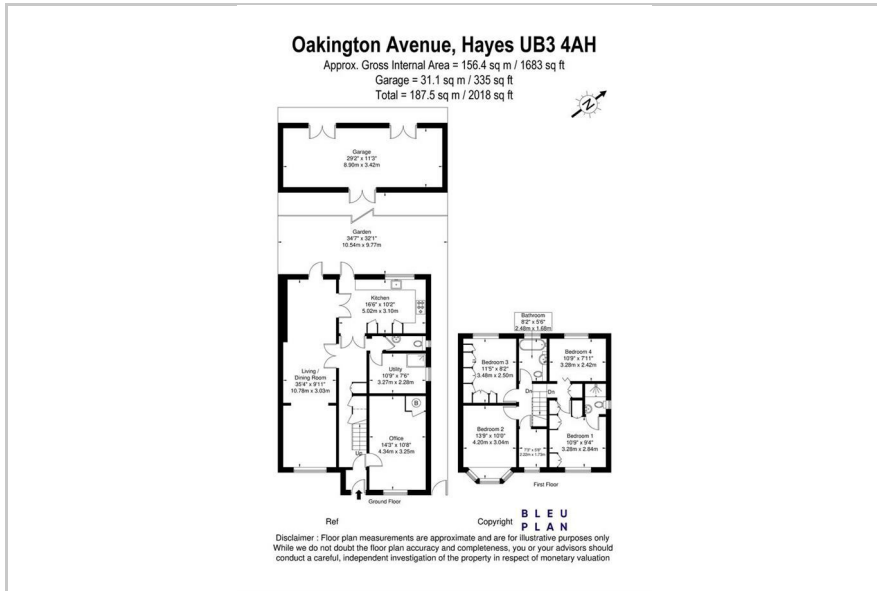 Oakington Avenue, Hayes UB3 4AH
Approx. Gross Internal Area = 156.4 sq m / 1683 sq ft
Garage = 31.1 sq m / 335 sq ft
Total = 187.5 sq m / 2018 sq ft
N
Garage
29'2" x 11'3"
8.90m x 3.42m
Garden
34'7" x 32'1"
10.54m x 9.77m
Kitchen
16'6" x 10'2"
5.02m x 3.10m
Utility
10'9" x 7'6"
3.27m x 2.28m
Living /
Dining Room
35'4" x 9'11"
10.78m x 3.03m
B
Office
14'3" x 10'8"
4.34m x 3.25m
Up
Ground Floor
Bathroom
8'2" x 5'6"
2.48m x 1.68m
Bedroom 3
11'5" x 8'2"
3.48m x 2.50m
Bedroom 4
10'9" x 7'11"
3.28m x 2.42m
Dn
Dn
Bedroom 2
13'9" x 10'0"
4.20m x 3.04m
Bedroom 1
10'9" x 9'4"
3.28m x 2.84m
First Floor
Ref
Copyright
BLEU
PLAN
Disclaimer : Floor plan measurements are approximate and are for illustrative purposes only
While we do not doubt the floor plan accuracy and completeness, you or your advisors should
conduct a careful, independent investigation of the property in respect of monetary valuation